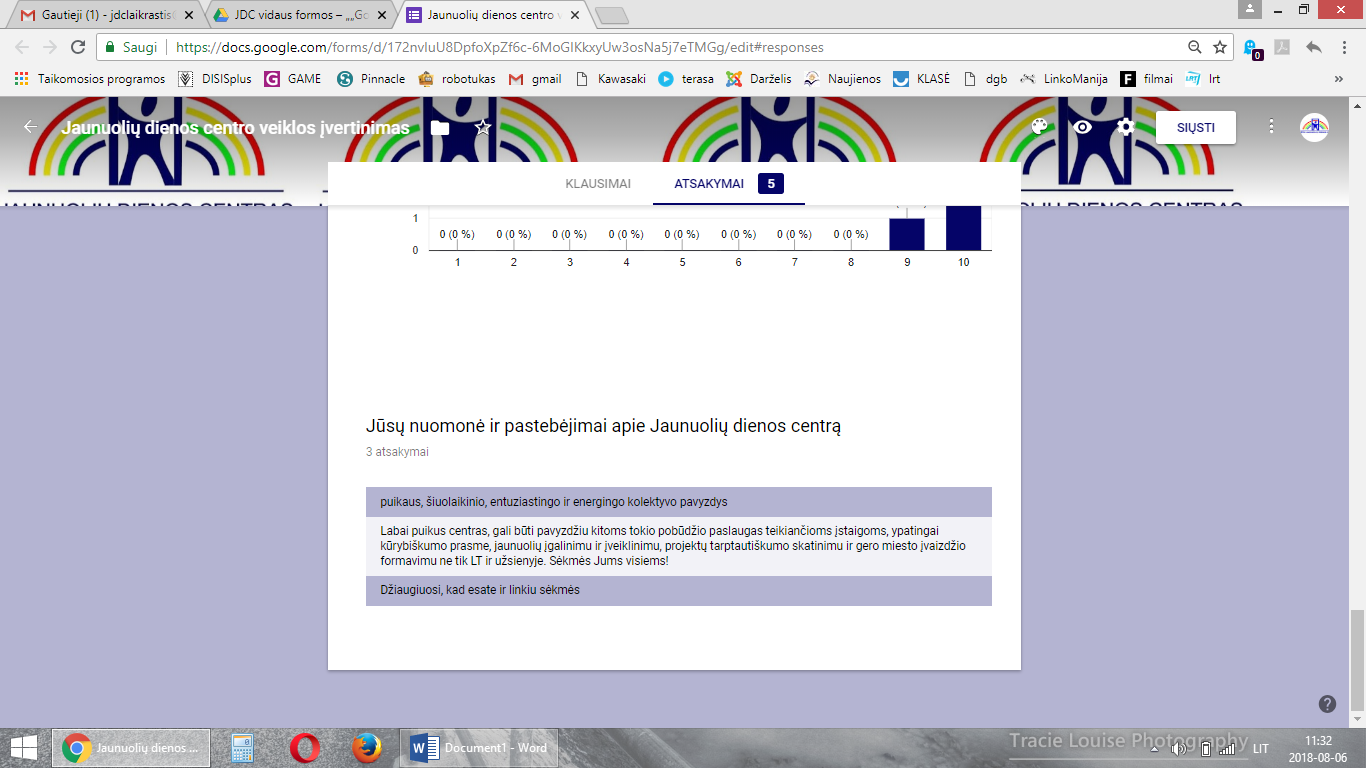 Gautieji (1) - jdclaikrastis
JDC vidaus formos – „„Go
Jaunuolių dienos centro v
Saugi
https://docs.google.com/forms/d/172nvIuU8DpfoXpZf6c-6MoGIKkxyUw3osNa5j7eTMGg/edit#responses
0
Taikomosios programos DISISplus GAME Pinnacle robotukas gmail Kawasaki terasa Darželis Naujienos KLASĖ dgb LinkoManija filmai lrt »
Jaunuolių dienos centro veiklos įvertinimas
SIŲSTI
KLAUSIMAI ATSAKYMAI 5
1
0 (0 %) 0 (0 %) 0 (0 %) 0 (0 %) 0 (0 %) 0 (0 %) 0 (0 %) 0 (0 %)
0
1 2 3 4 5 6 7 8 9 10
Jūsų nuomonė ir pastebėjimai apie Jaunuolių dienos centrą
3 atsakymai
puikaus, šiuolaikinio, entuziastingo ir energingo kolektyvo pavyzdys
Labai puikus centras, gali būti pavyzdžiu kitoms tokio pobūdžio paslaugas teikiančioms įstaigoms, ypatingai
kūrybiškumo prasme, jaunuolių įgalinimu ir įveiklinimu, projektų tarptautiškumo skatinimu ir gero miesto įvaizdžio
formavimu ne tik LT ir užsienyje. Sėkmės Jums visiems!
Džiaugiuosi, kad esate ir linkiu sėkmės
Jaunuolių dienos ...
Document1 - Word
Tracie Louise Photography
LIT
11:32
2018-08-06